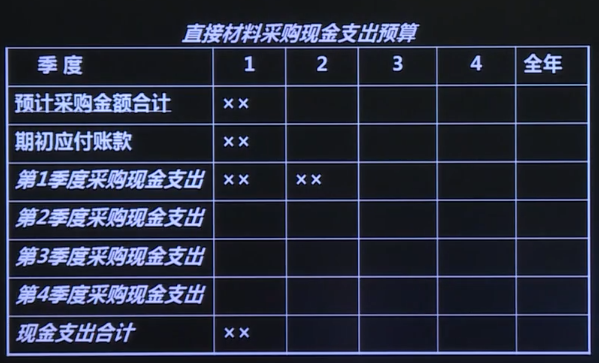 直接材料采购现金支出预算
季 度 1 2 3 4 全年
预计采购金额合计 ××
期初应付账款 ××
第1季度采购现金支出 ×× ××
第2季度采购现金支出
第3季度采购现金支出
第4季度采购现金支出
现金支出合计 ××